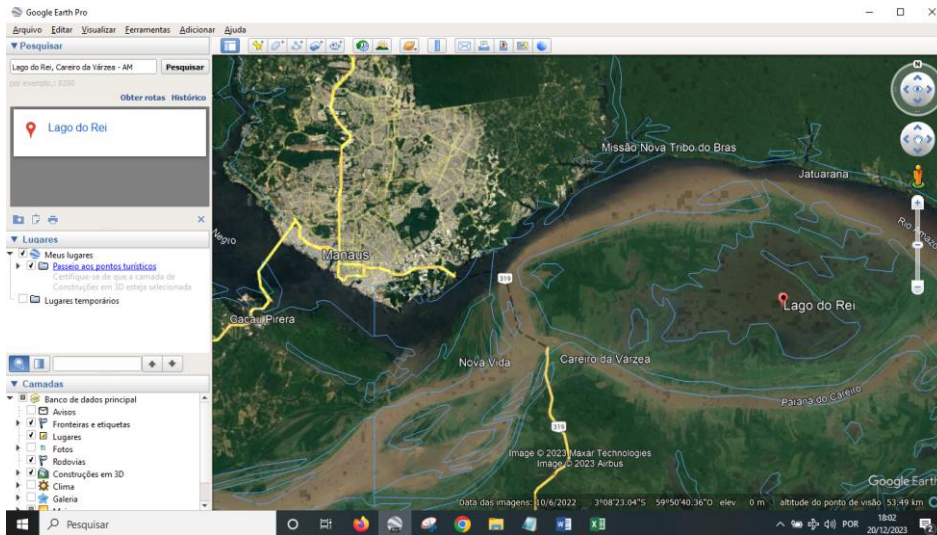 Google Earth Pro
Arquivo Editar Visualizar Ferramentas Adicionar Ajuda
Pesquisar
Lago do Rei, Careiro da Várzea - AM Pesquisar
por exemplo,: 8200
Obter rotas Histórico
Lago do Rei
Lugares
Meus lugares
Passeio aos pontos turísticos
Certifique-se de que a camada de
Construções em 3D esteja selecionada
Lugares temporários
Camadas
Banco de dados principal
Avisos
Fronteiras e etiquetas
Lugares
Fotos
Rodovias
Construções em 3D
Clima
Galeria
N
Missão Nova Tribo do Bras
Jatuarana
Negro
Manaus
Rio
319
Lago do Rei
Cacau Pirera
Nova Vida
Careiro da Várzea
Paraná do Careiro
319
Image © 2023 Maxar Technologies
Image © 2023 Airbus
Google Earth
Data das imagens: 10/6/2022 3°08'23.04"S 59°50'40.36"O elev 0 m altitude do ponto de visão 53.49 km
Pesquisar
POR
18:02
20/12/2023
2